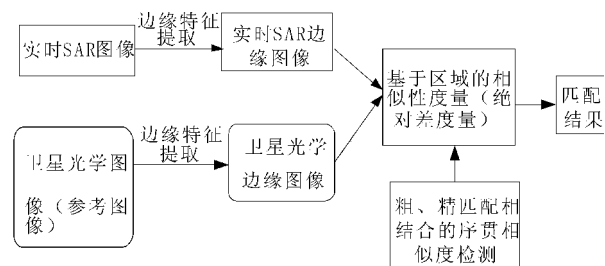 边缘特征
提取
实时SAR图像
实时SAR边
缘图像
基于区域的相
似性度量（绝
对差度量）
匹配
结果
卫星光学图
像（参考图
像）
边缘特征
提取
卫星光学
边缘图像
粗、精匹配相
结合的序贯相
似度检测